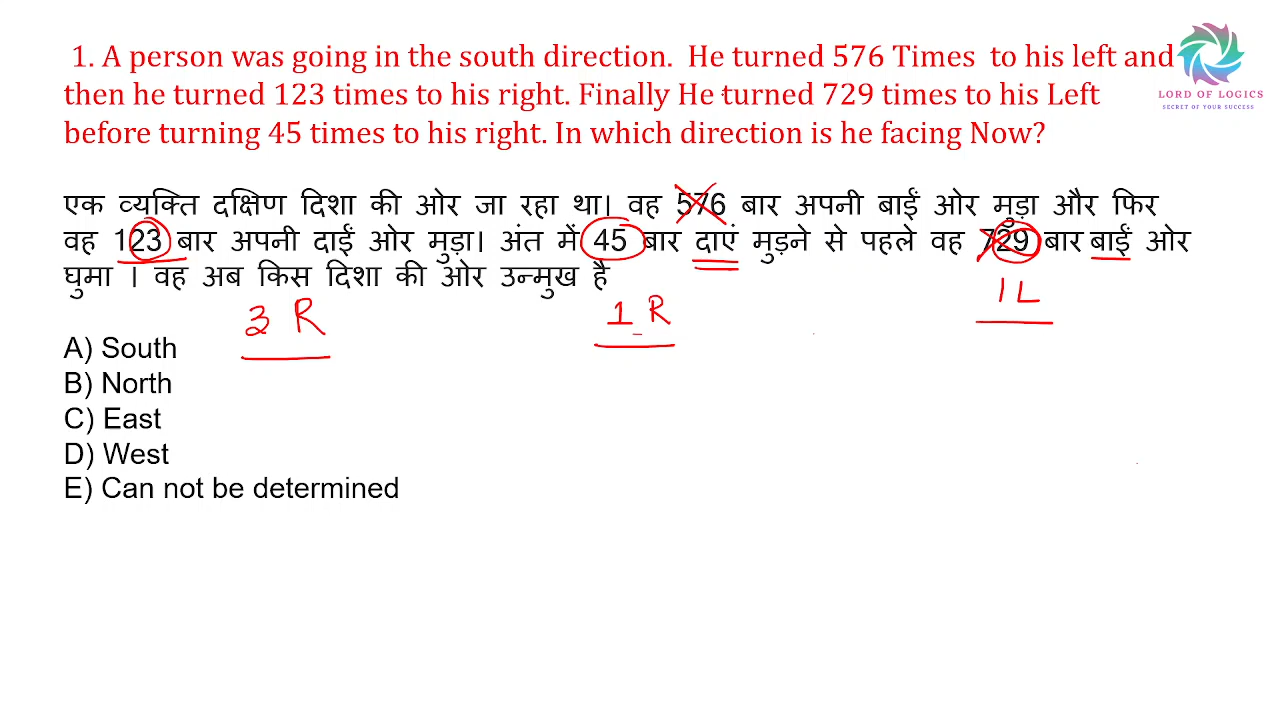 1. A person was going in the south direction. He turned 576 Times to his left and
then he turned 123 times to his right. Finally He turned 729 times to his Left
before turning 45 times to his right. In which direction is he facing Now?
LORD OF LOGICS
SECRET OF YOUR SUCCESS
एक व्यक्ति दक्षिण दिशा की ओर जा रहा था। वह 576 बार अपनी बाईं ओर मुड़ा और फिर
वह 123 बार अपनी दाईं ओर मुड़ा। अंत में 45 बार दाएं मुड़ने से पहले वह 729 बार बाईं ओर
घुमा । वह अब किस दिशा की ओर उन्मुख है
3 R
1 R
1 L
A) South
B) North
C) East
D) West
E) Can not be determined